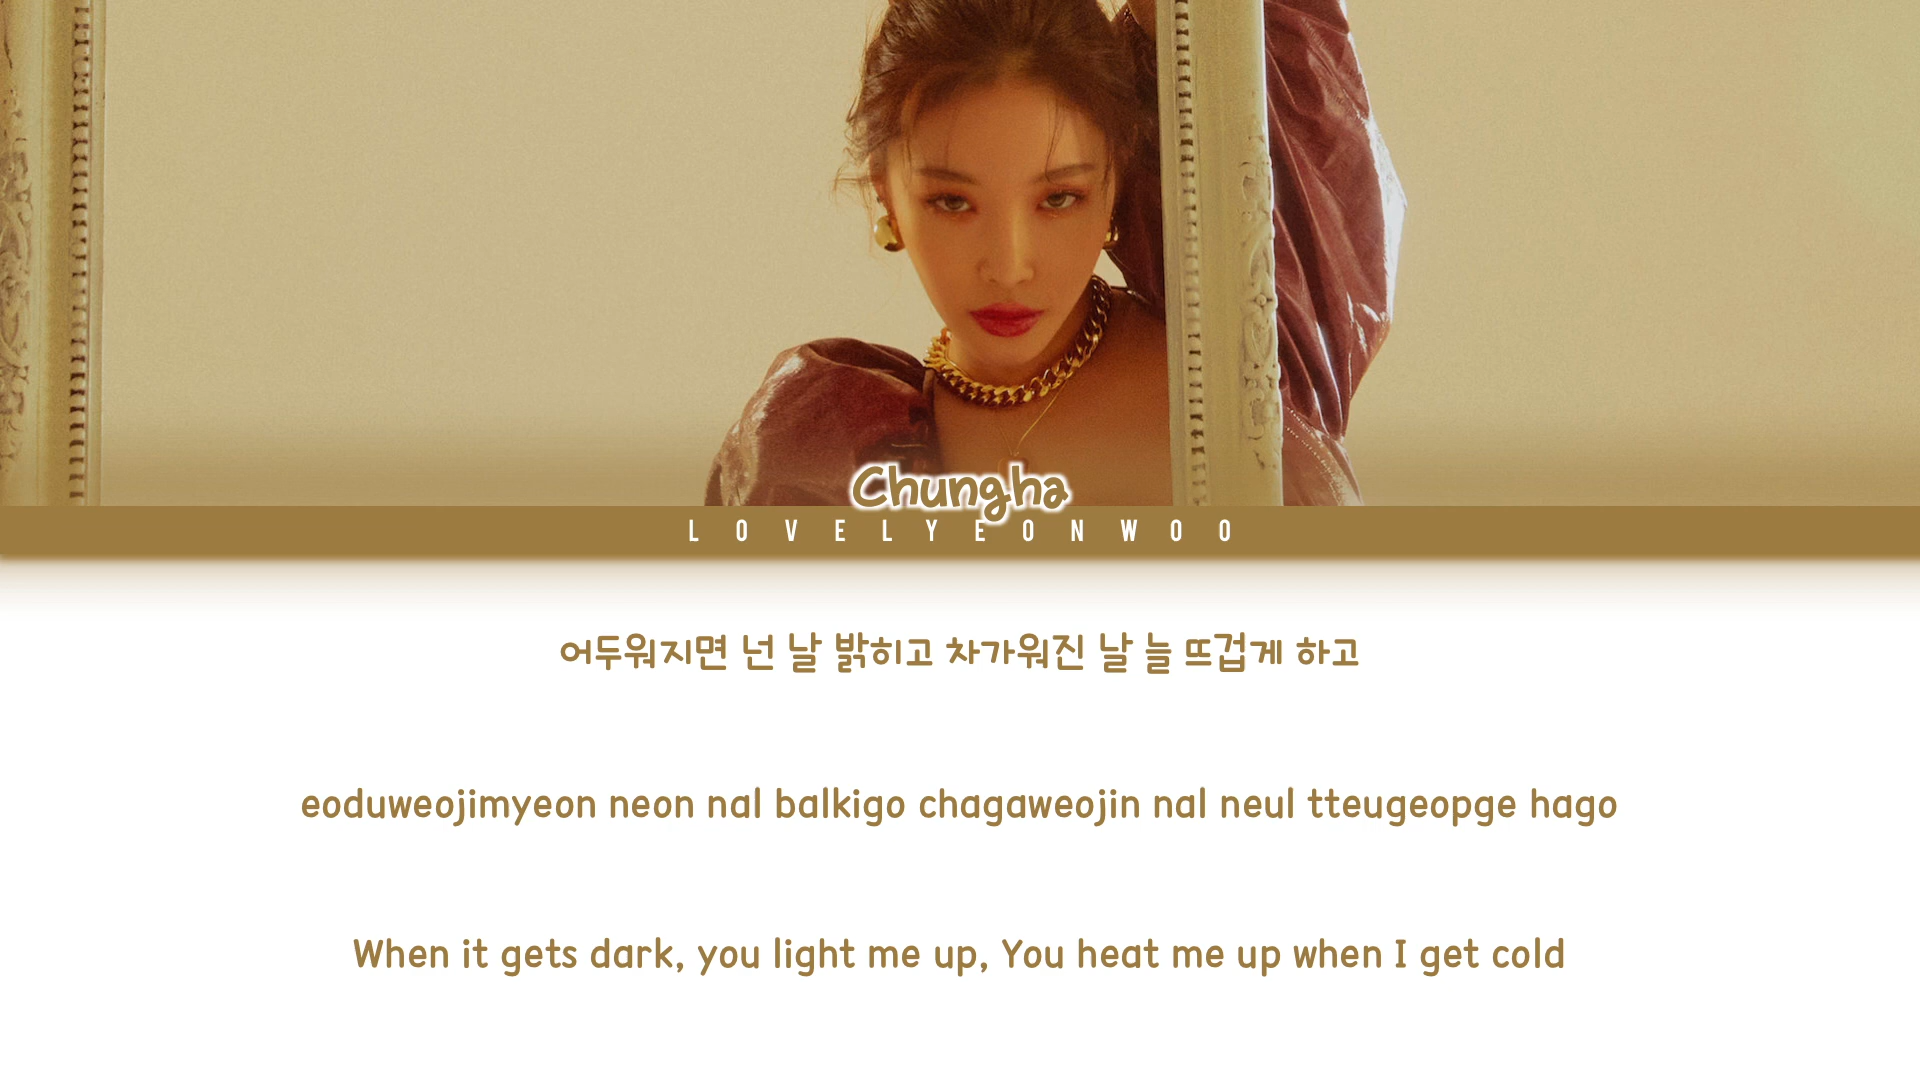 Chungha
LOVELYEONWOO
어두워지면 넌 날 밝히고 차가워진 날 늘 뜨겁게 하고
eoduweojimyeon neon nal balkigo chagaweojin nal neul tteugeopge hago
When it gets dark, you light me up, You heat me up when I get cold